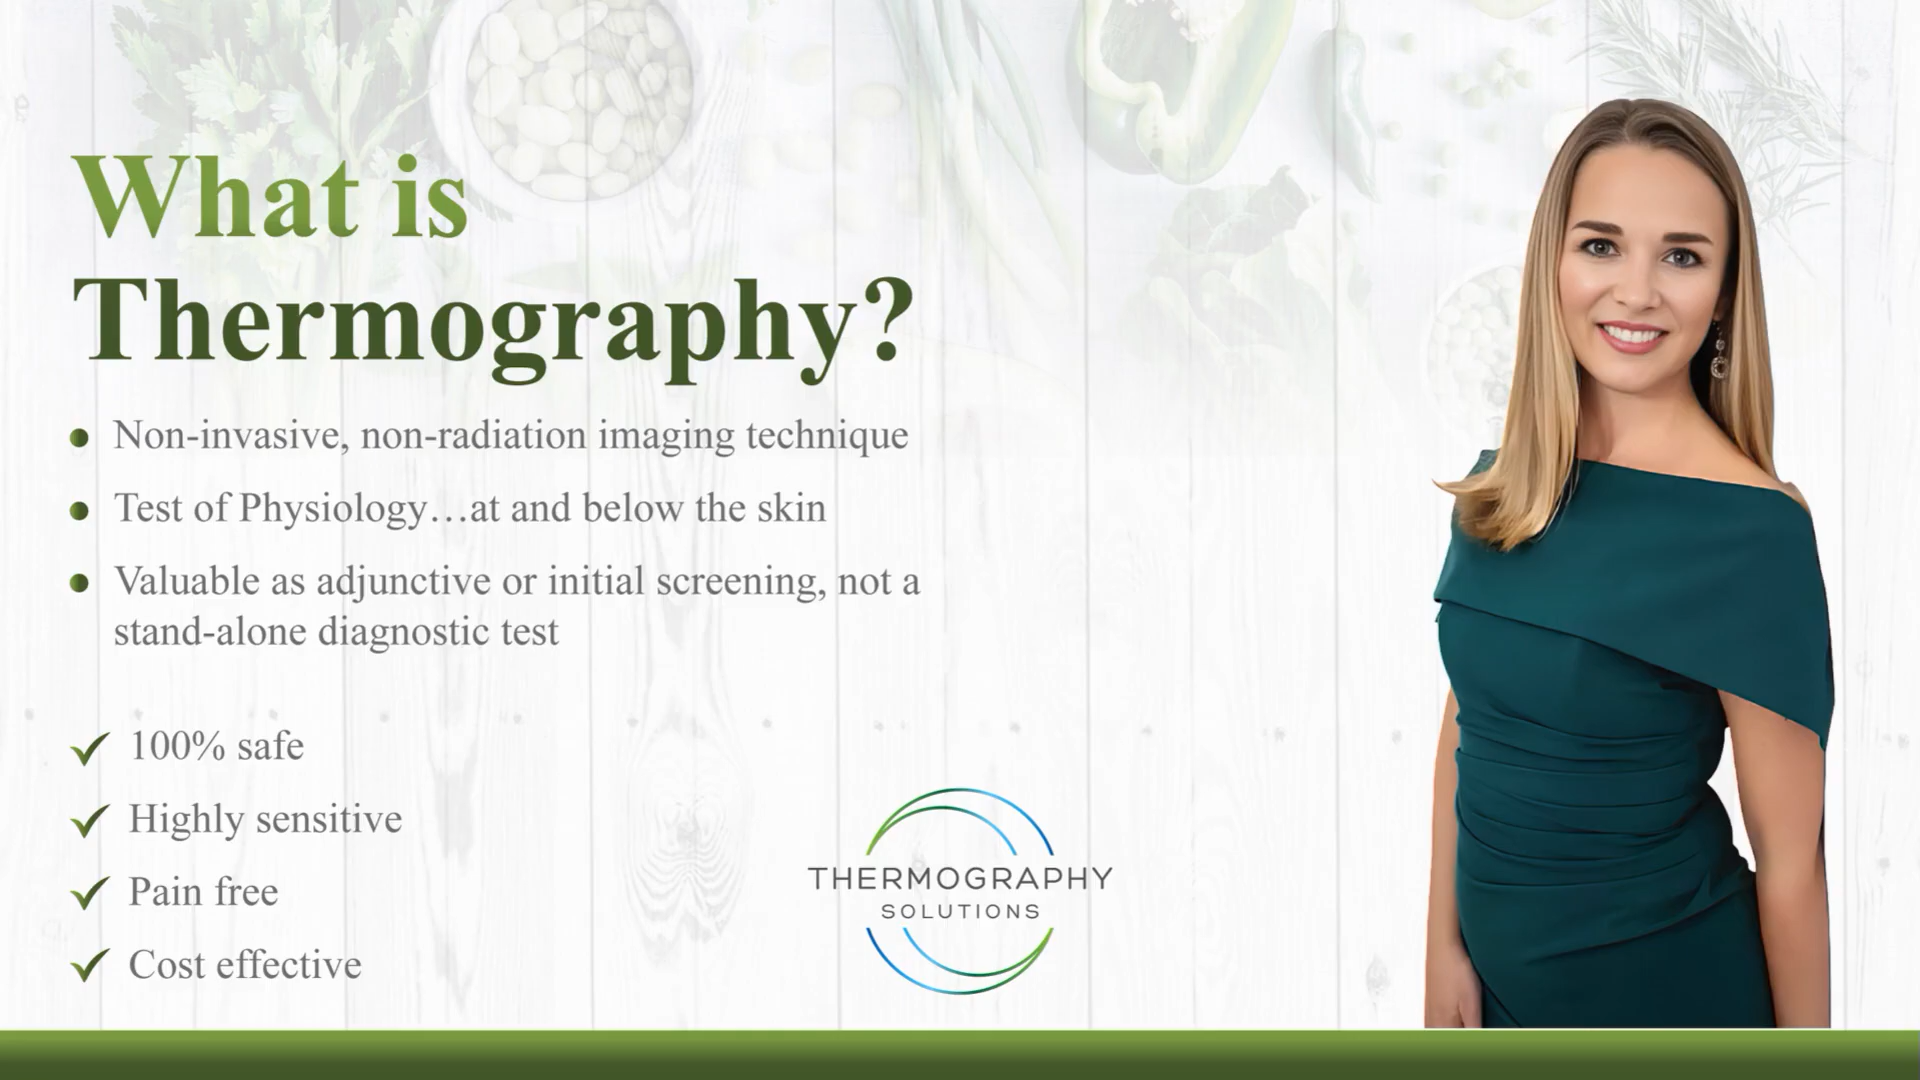 What is
Thermography?
Non-invasive, non-radiation imaging technique
Test of Physiology…at and below the skin
Valuable as adjunctive or initial screening, not a
stand-alone diagnostic test
100% safe
Highly sensitive
Pain free
Cost effective
THERMOGRAPHY
SOLUTIONS